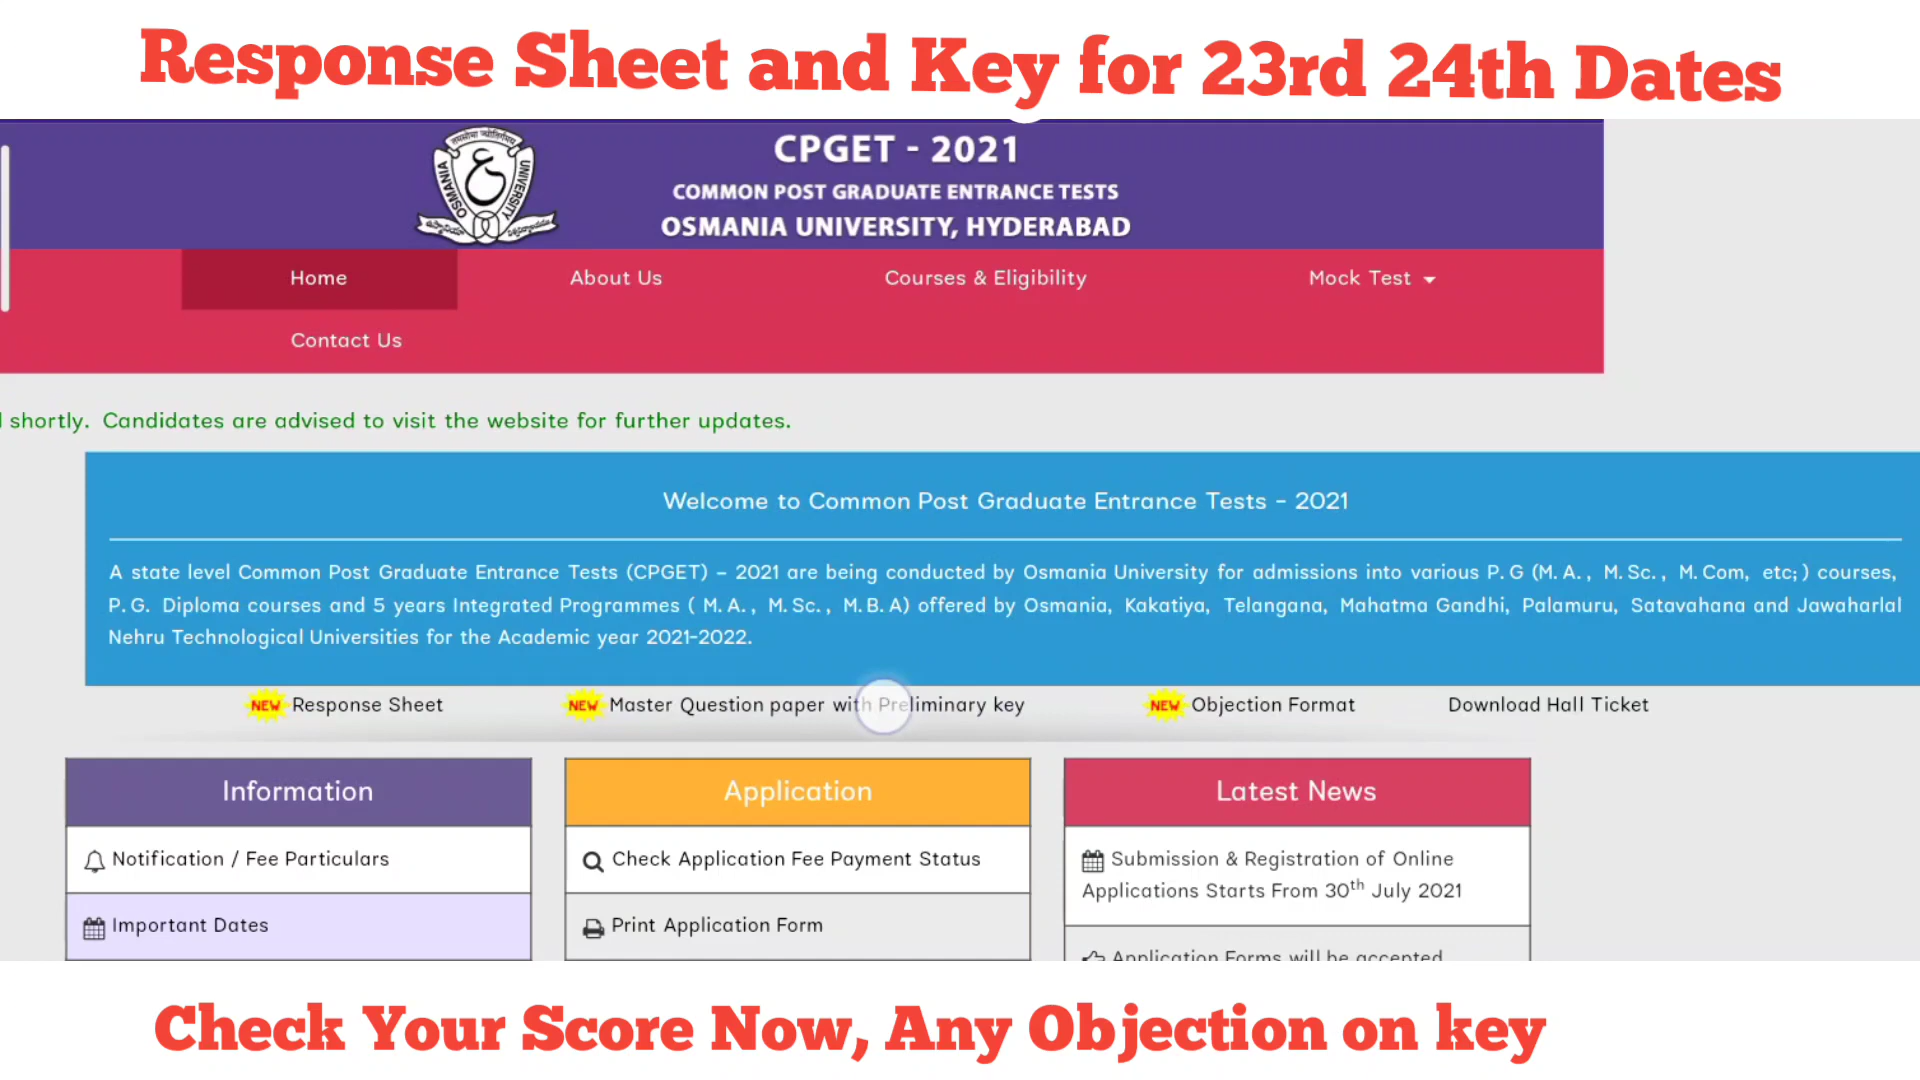 Response Sheet and Key for 23rd 24th Dates
CPGET - 2021
COMMON POST GRADUATE ENTRANCE TESTS
OSMANIA UNIVERSITY, HYDERABAD
OSMANIA UNIVERSITY
Home
About Us
Courses & Eligibility
Mock Test
Contact Us
shortly. Candidates are advised to visit the website for further updates.
Welcome to Common Post Graduate Entrance Tests - 2021
A state level Common Post Graduate Entrance Tests (CPGET) – 2021 are being conducted by Osmania University for admissions into various P.G (M.A., M.Sc., M.Com, etc;) courses,
P.G. Diploma courses and 5 years Integrated Programmes ( M.A., M.Sc., M.B.A) offered by Osmania, Kakatiya, Telangana, Mahatma Gandhi, Palamuru, Satavahana and Jawaharlal
Nehru Technological Universities for the Academic year 2021-2022.
NEW Response Sheet
NEW Master Question paper with Preliminary key
NEW Objection Format
Download Hall Ticket
Information
Notification / Fee Particulars
Important Dates
Application
Check Application Fee Payment Status
Print Application Form
Latest News
Submission & Registration of Online
Applications Starts From 30th July 2021
Application Forms will be accepted
Check Your Score Now, Any Objection on key